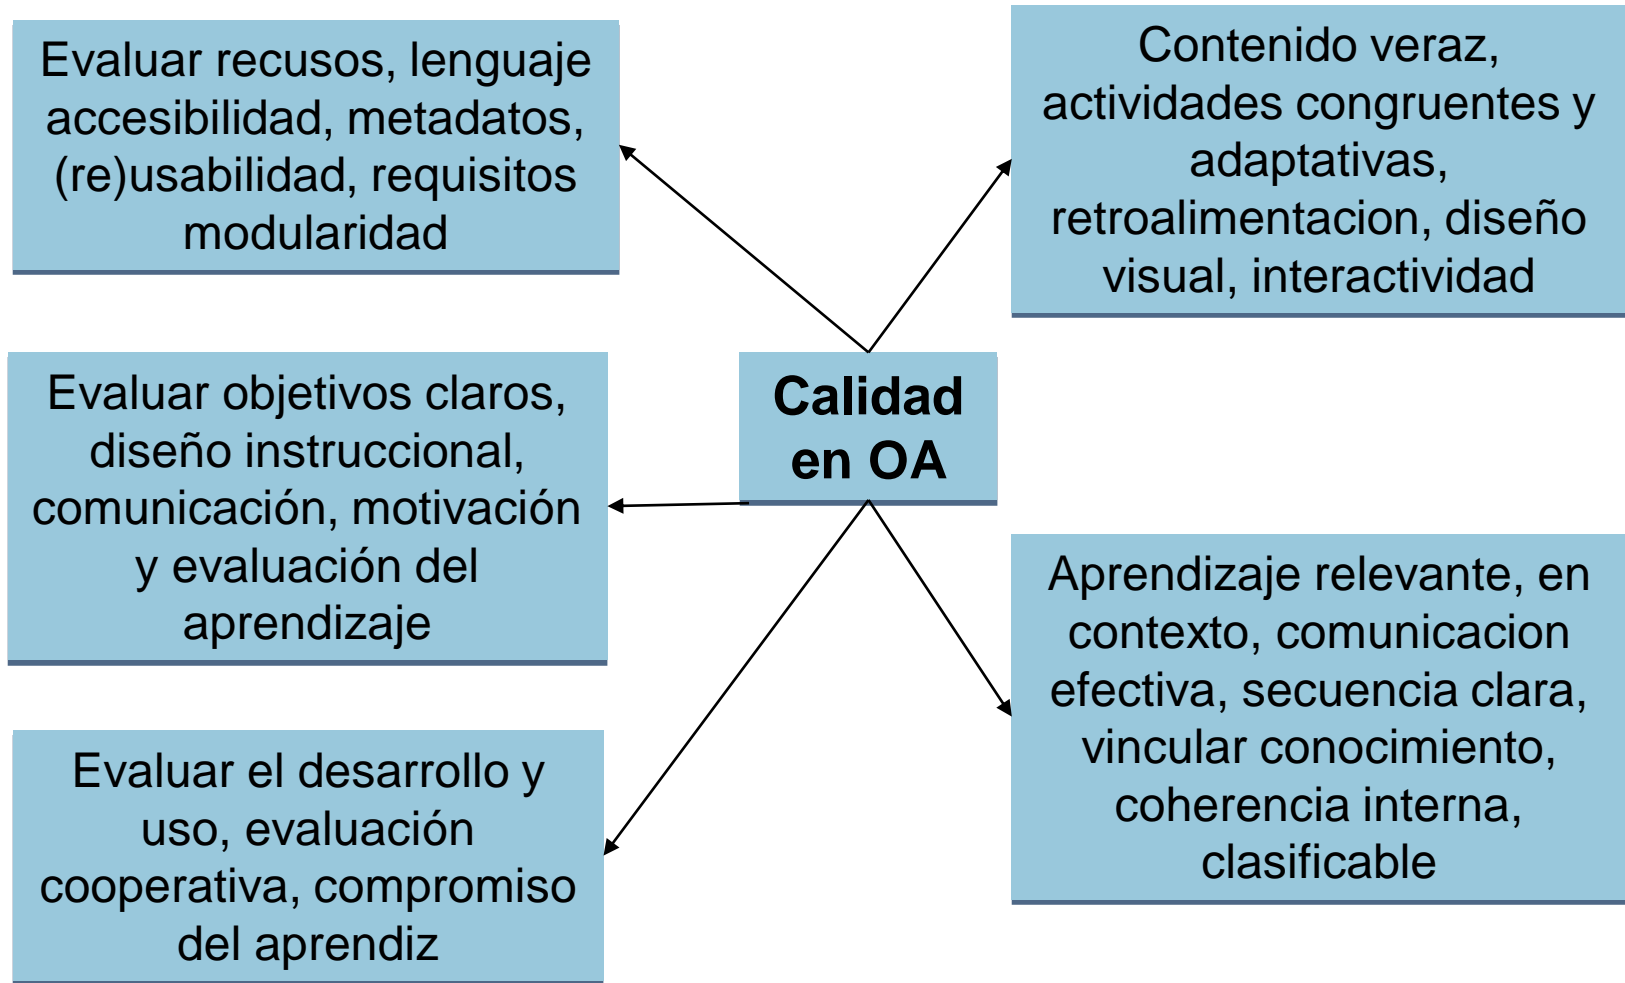 Evaluar recusos, lenguaje
accesibilidad, metadatos,
(re)usabilidad, requisitos
modularidad
Contenido veraz,
actividades congruentes y
adaptativas,
retroalimentacion, diseño
visual, interactividad
Evaluar objetivos claros,
diseño instruccional,
comunicación, motivación
y evaluación del
aprendizaje
Calidad
en OA
Aprendizaje relevante, en
contexto, comunicacion
efectiva, secuencia clara,
vincular conocimiento,
coherencia interna,
clasificable
Evaluar el desarrollo y
uso, evaluación
cooperativa, compromiso
del aprendiz